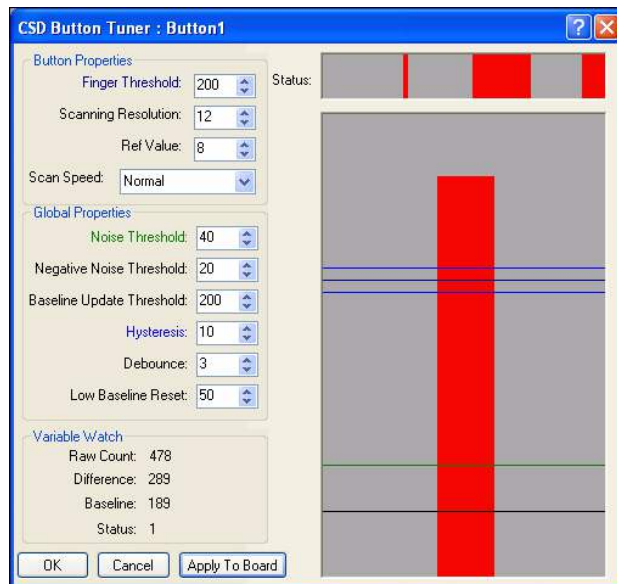 CSD Button Tuner : Button1
Button Properties
Finger Threshold: 200
Status:
Scanning Resolution: 12
Ref Value: 8
Scan Speed: Normal
Global Properties
Noise Threshold: 40
Negative Noise Threshold: 20
Baseline Update Threshold: 200
Hysteresis: 10
Debounce: 3
Low Baseline Reset: 50
Variable Watch
Raw Count: 478
Difference: 289
Baseline: 189
Status: 1
OK Cancel Apply To Board